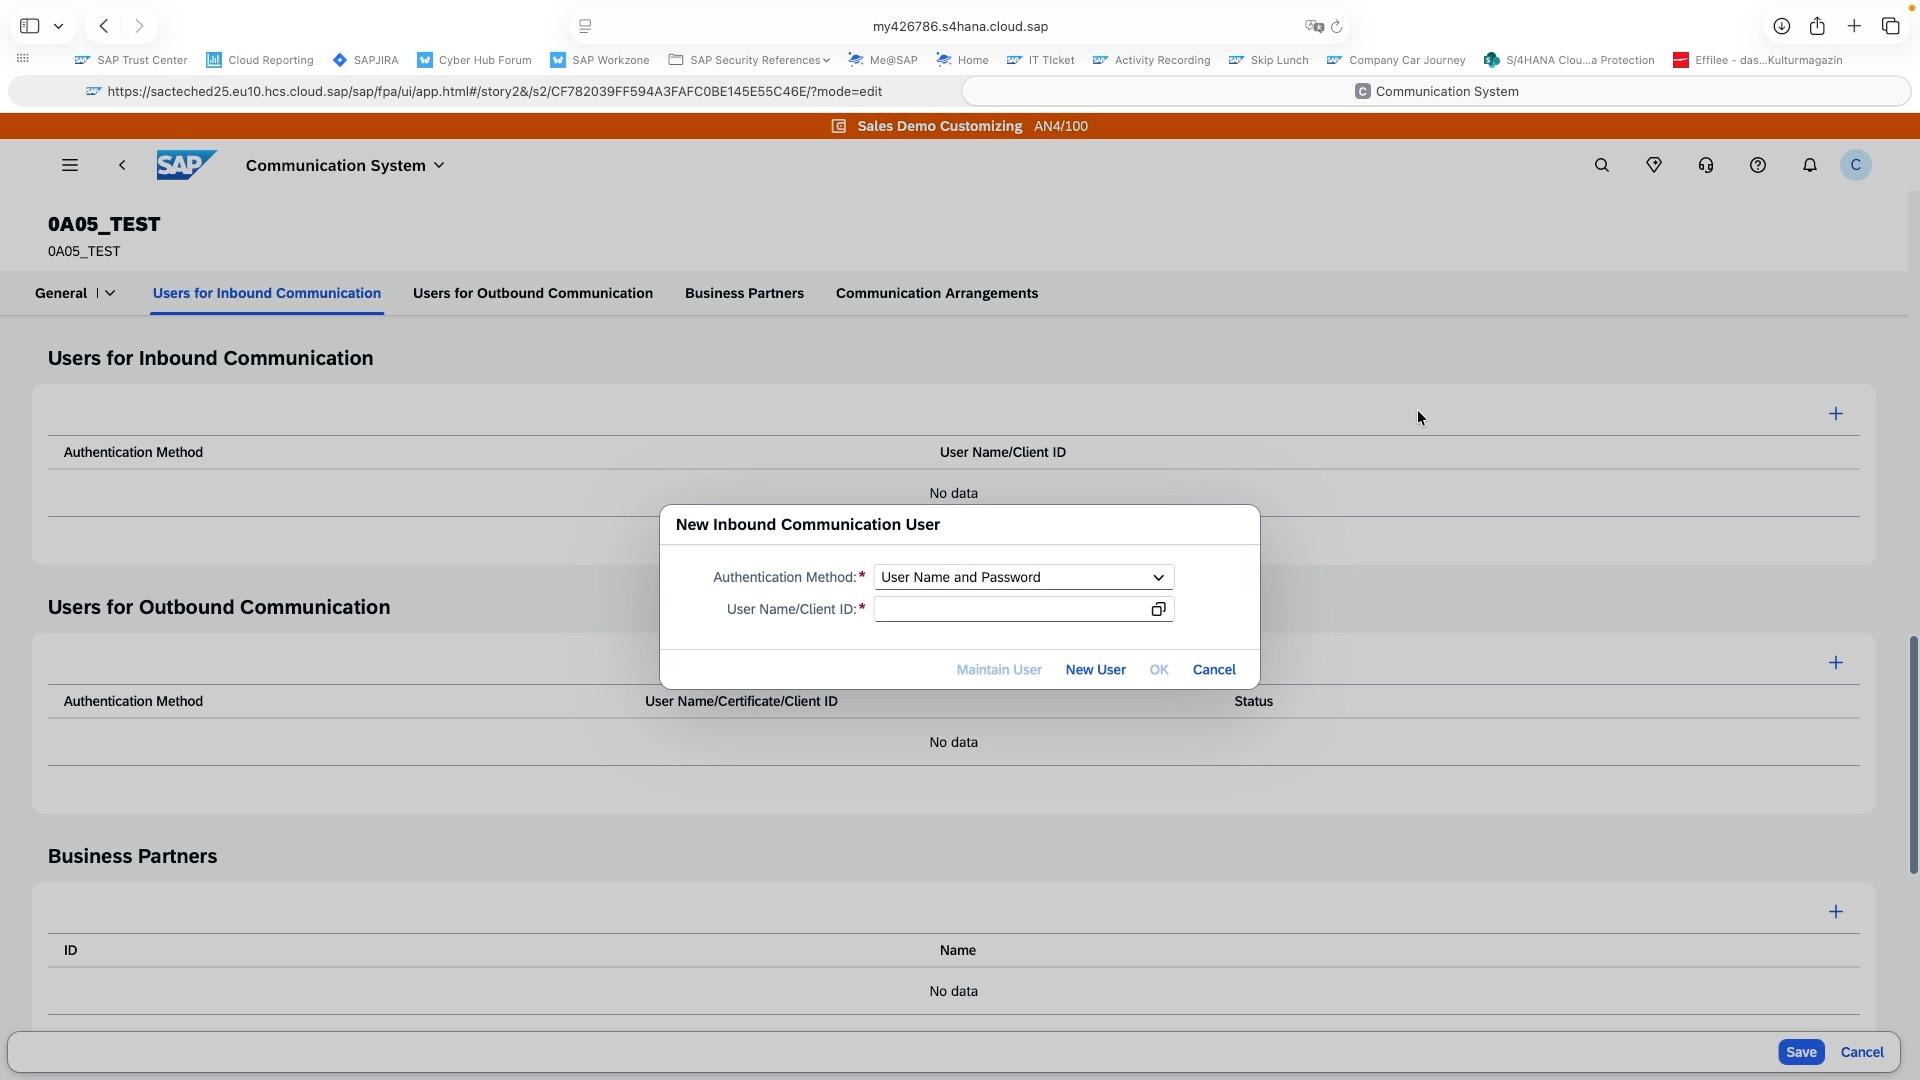 my426786.s4hana.cloud.sap
SAP Trust Center
Cloud Reporting
SAPJIRA
Cyber Hub Forum
SAP Workzone
SAP Security References
Me@SAP
Home
IT TIcket
Activity Recording
Skip Lunch
Company Car Journey
S/4HANA Clou...a Protection
Effilee - das...Kulturmagazin
https://sacteched25.eu10.hcs.cloud.sap/sap/fpa/ui/app.html#/story2&/s2/CF782039FF594A3FAFC0BE145E55C46E/?mode=edit
C Communication System
Sales Demo Customizing AN4/100
SAP
Communication System
C
0A05_TEST
0A05_TEST
General
Users for Inbound Communication
Users for Outbound Communication
Business Partners
Communication Arrangements
Users for Inbound Communication
Authentication Method
User Name/Client ID
No data
New Inbound Communication User
Authentication Method:* User Name and Password
User Name/Client ID:*
Maintain User
New User
OK
Cancel
Users for Outbound Communication
Authentication Method
User Name/Certificate/Client ID
Status
No data
Business Partners
ID
Name
No data
Save
Cancel